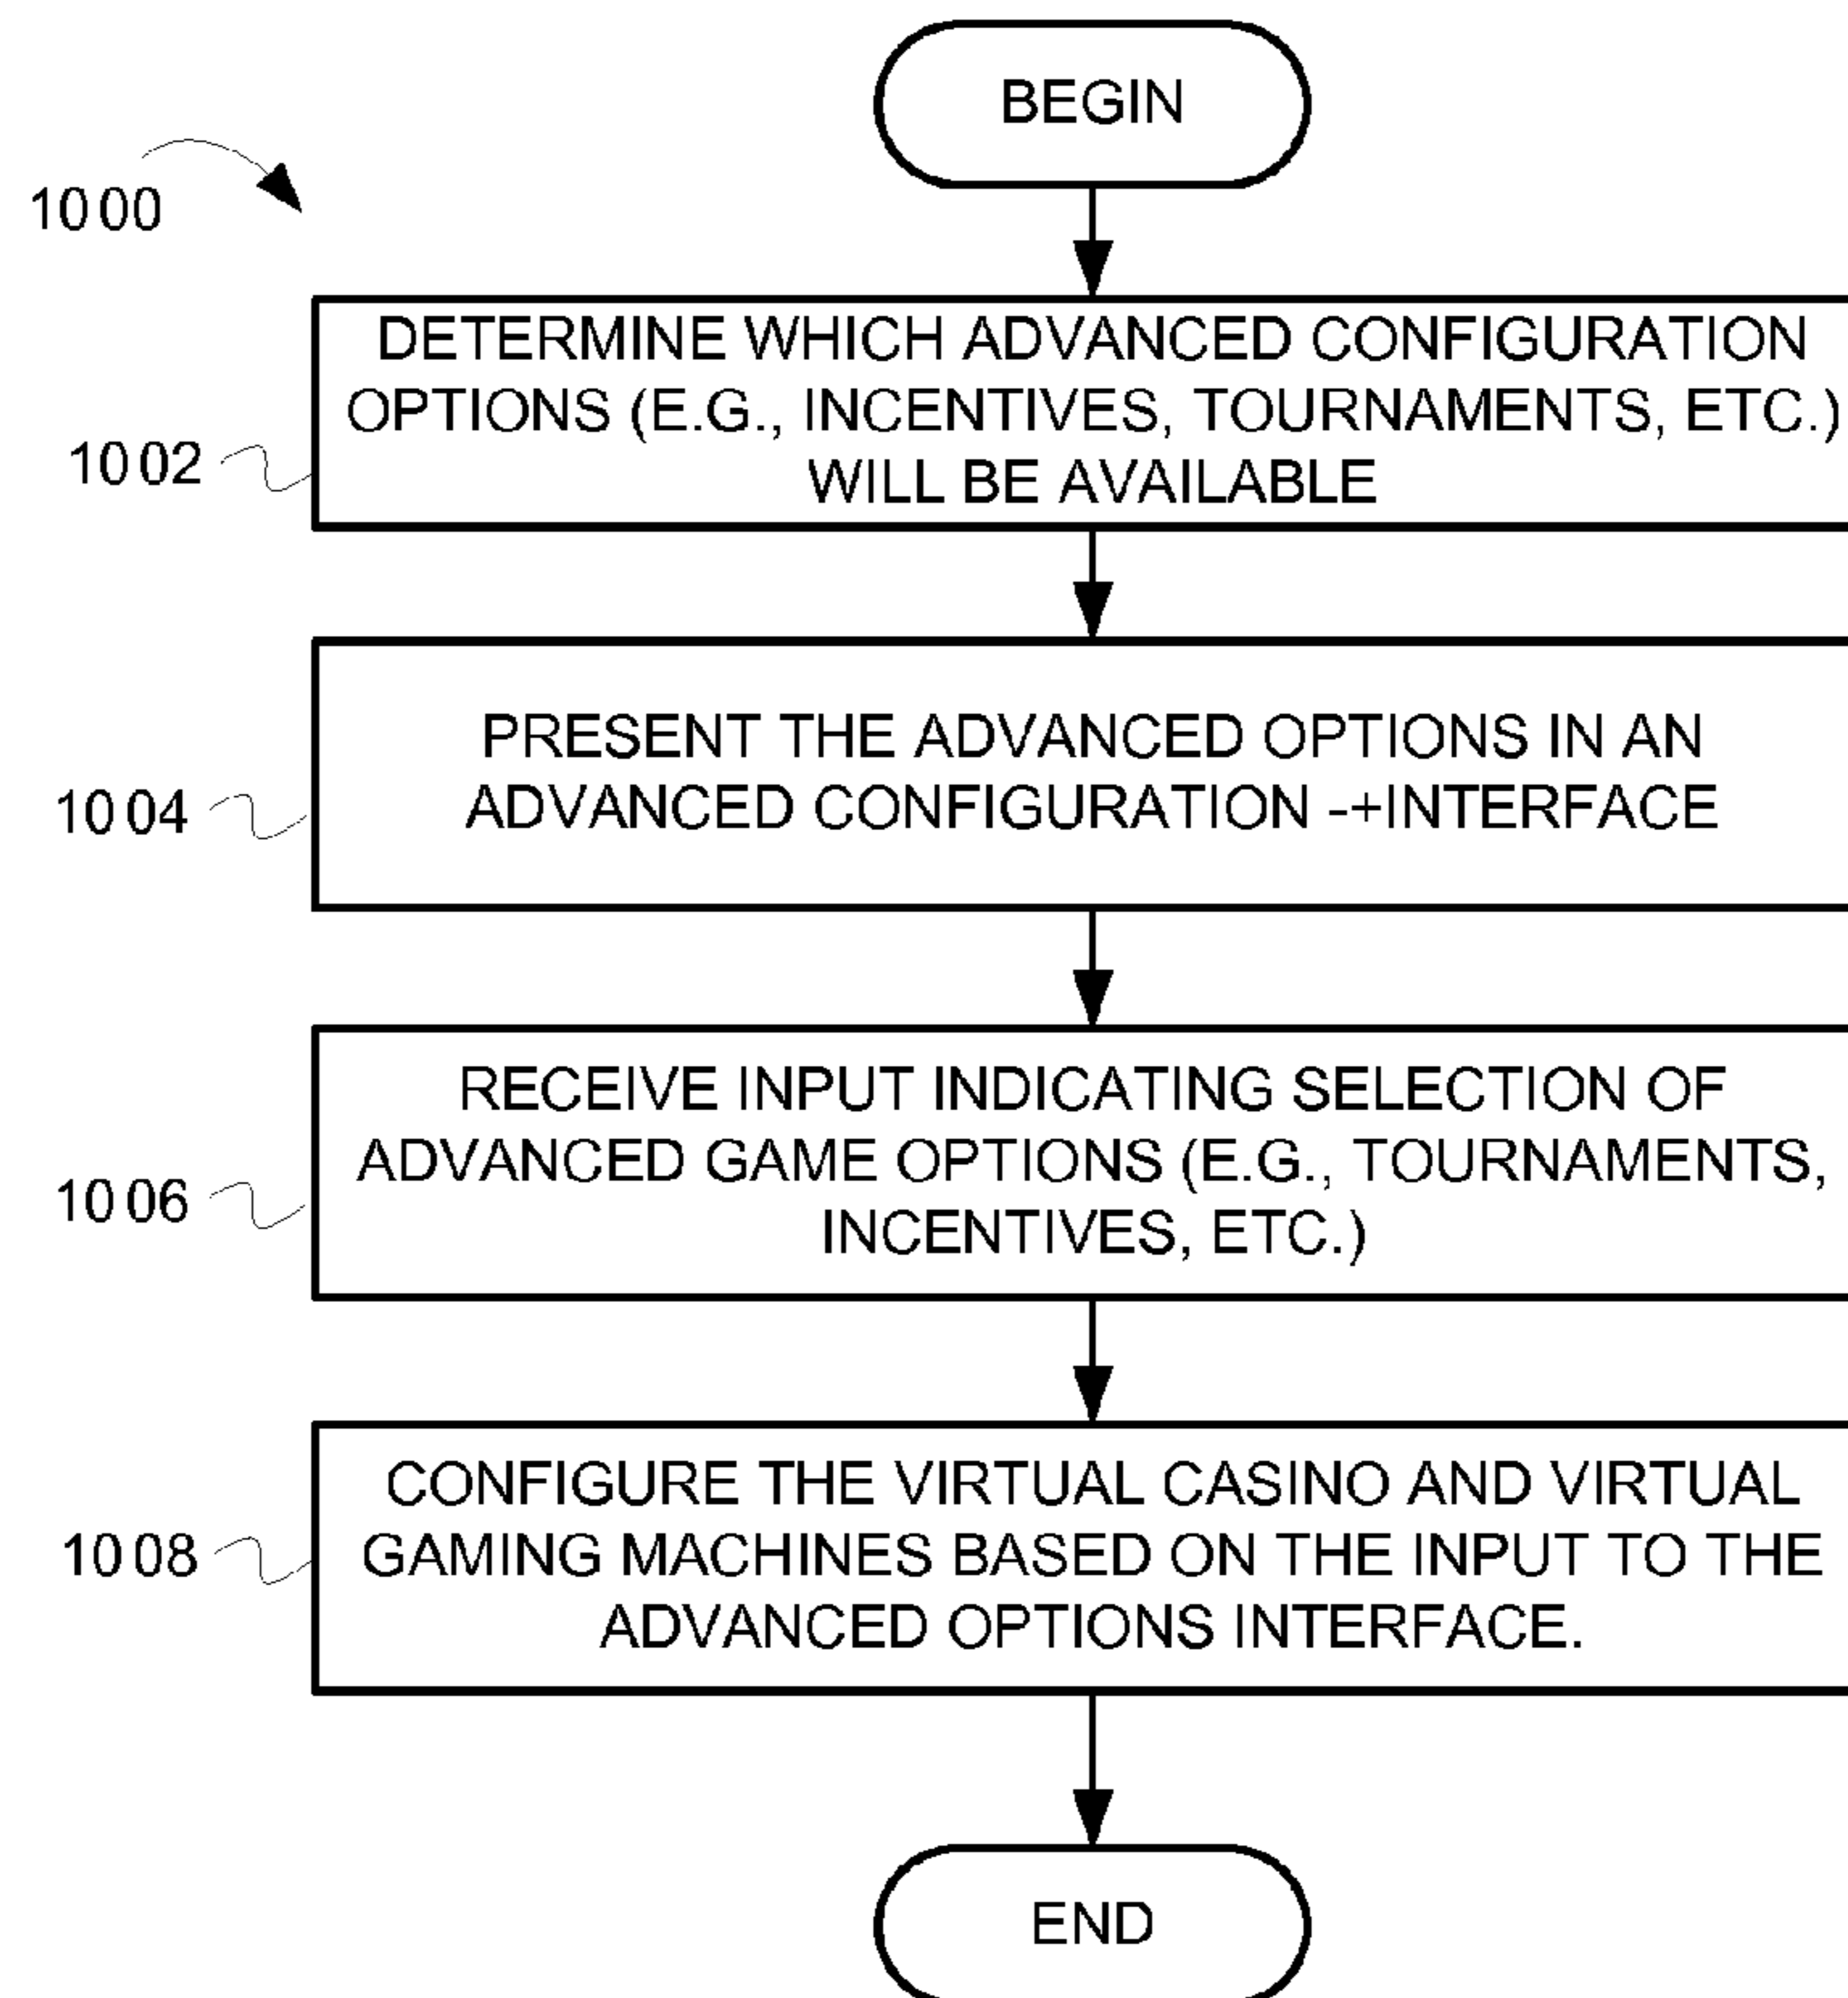 BEGIN
1000
DETERMINE WHICH ADVANCED CONFIGURATION
OPTIONS (E.G., INCENTIVES, TOURNAMENTS, ETC.)
WILL BE AVAILABLE
1002
PRESENT THE ADVANCED OPTIONS IN AN
ADVANCED CONFIGURATION -+INTERFACE
1004
RECEIVE INPUT INDICATING SELECTION OF
ADVANCED GAME OPTIONS (E.G., TOURNAMENTS,
INCENTIVES, ETC.)
1006
CONFIGURE THE VIRTUAL CASINO AND VIRTUAL
GAMING MACHINES BASED ON THE INPUT TO THE
ADVANCED OPTIONS INTERFACE.
1008
END